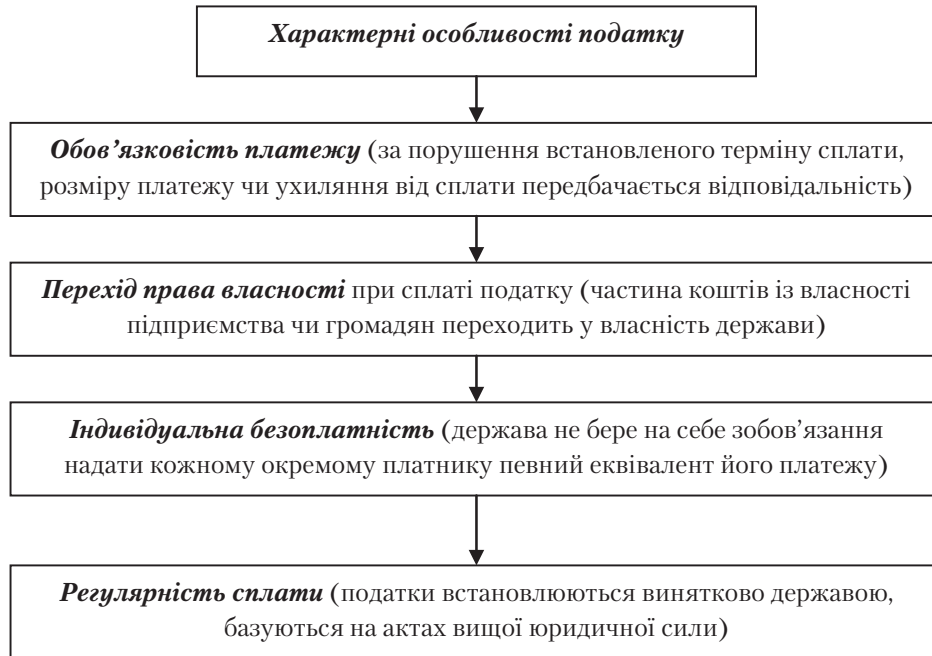 Характерні особливості податку
Обов’язковість платежу (за порушення встановленого терміну сплати,
розміру платежу чи ухиляння від сплати передбачається відповідальність)
Перехід права власності при сплаті податку (частина коштів із власності
підприємства чи громадян переходить у власність держави)
Індивідуальна безоплатність (держава не бере на себе зобов’язання
надати кожному окремому платнику певний еквівалент його платежу)
Регулярність сплати (податки встановлюються винятково державою,
базуються на актах вищої юридичної сили)